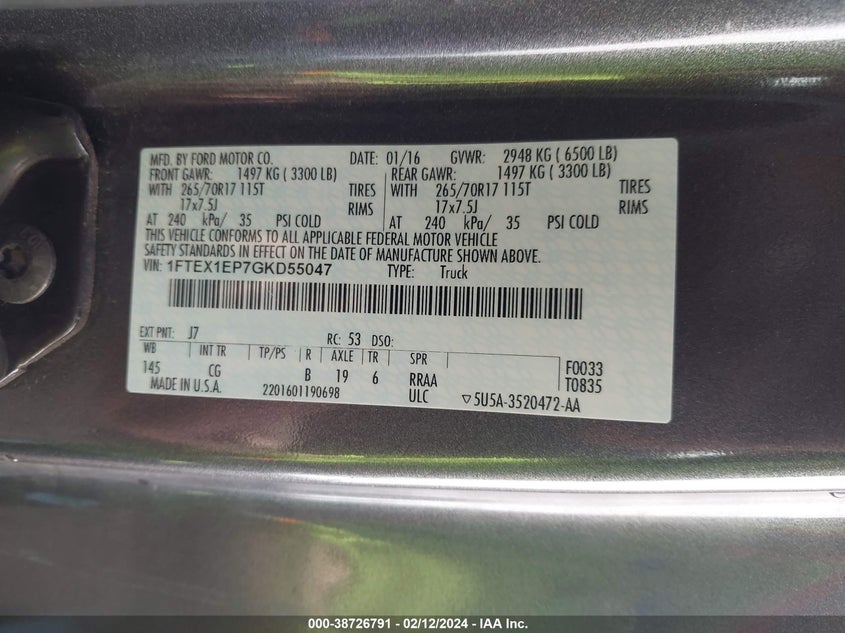 MFD. BY FORD MOTOR CO. DATE: 01/16 GVWR: 2948 KG ( 6500 LB)
FRONT GAWR: 1497 KG ( 3300 LB) REAR GAWR: 1497 KG ( 3300 LB)
WITH 265/70R17 115T TIRES WITH 265/70R17 115T TIRES
17x7.5J RIMS 17x7.5J RIMS
AT 240 kPa/ 35 PSI COLD AT 240 kPa/ 35 PSI COLD
THIS VEHICLE CONFORMS TO ALL APPLICABLE FEDERAL MOTOR VEHICLE
SAFETY STANDARDS IN EFFECT ON THE DATE OF MANUFACTURE SHOWN ABOVE.
VIN: 1FTEX1EP7GKD55047 TYPE: Truck
EXT PNT: J7 RC: 53 DSO:
WB INT TR TP/PS R AXLE TR SPR F0033
145 CG B 19 6 RRAA T0835
MADE IN U.S.A. 2201601190698 ULC ▽5U5A-3520472-AA
000-38726791 - 02/12/2024 - IAA Inc.